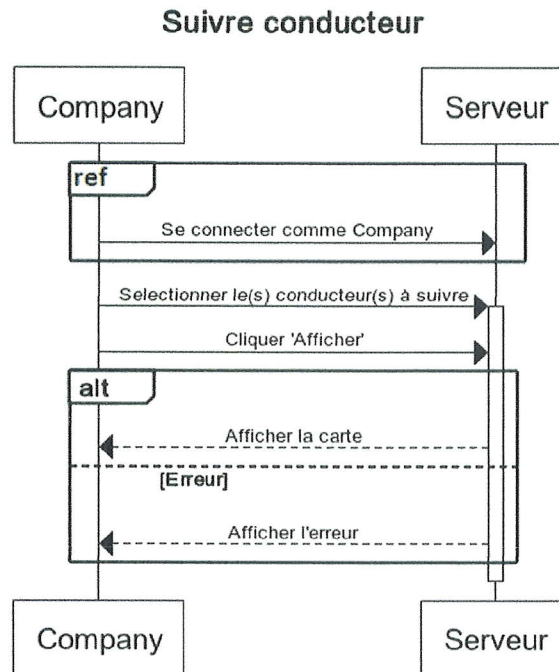 Suivre conducteur
Company Serveur
ref
Se connecter comme Company
Selectionner le(s) conducteur(s) à suivre
Cliquer 'Afficher'
alt
Afficher la carte
[Erreur]
Afficher l'erreur
Company Serveur